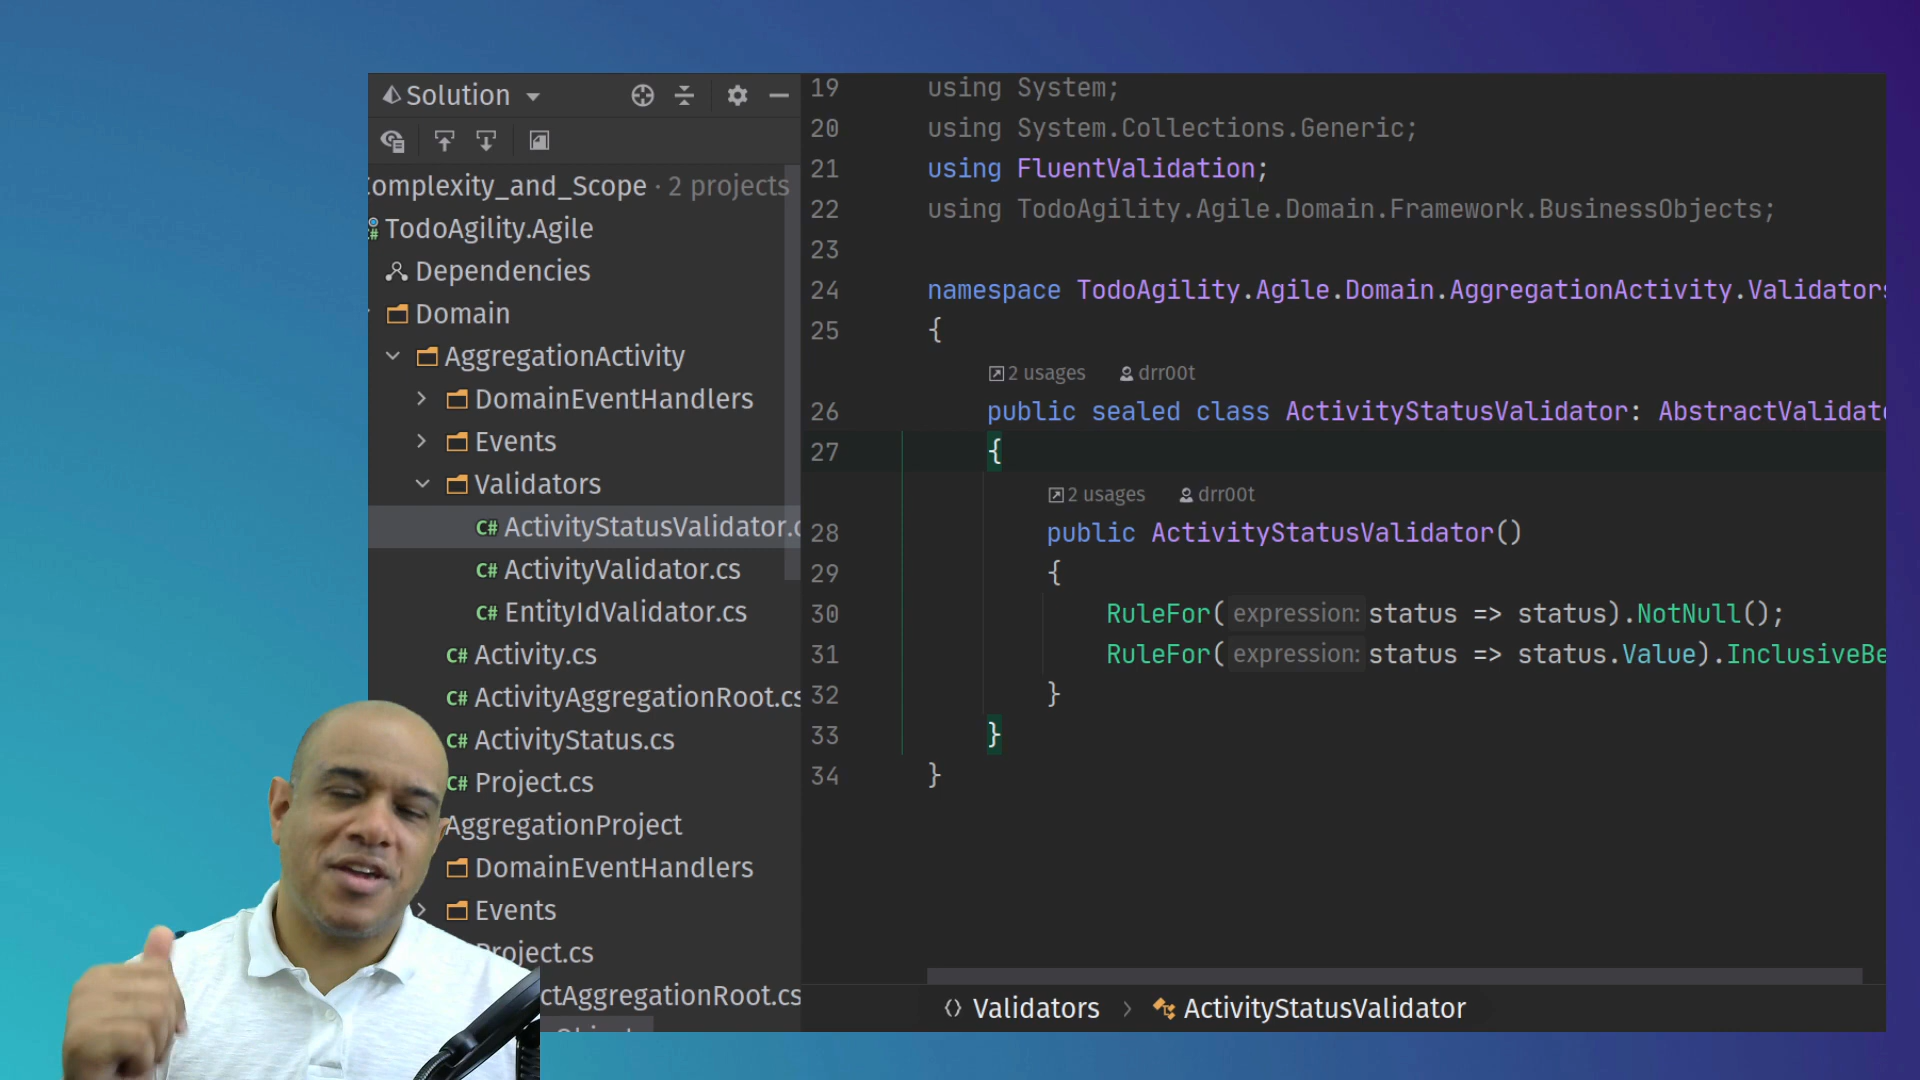 Solution
omplexity_and_Scope · 2 projects
TodoAgility.Agile
Dependencies
Domain
AggregationActivity
DomainEventHandlers
Events
Validators
C# ActivityStatusValidator.c
C# ActivityValidator.cs
C# EntityIdValidator.cs
C# Activity.cs
C# ActivityAggregationRoot.cs
C# ActivityStatus.cs
C# Project.cs
AggregationProject
DomainEventHandlers
Events
Project.cs
ctAggregationRoot.cs
19 using System;
20 using System.Collections.Generic;
21 using FluentValidation;
22 using TodoAgility.Agile.Domain.Framework.BusinessObjects;
23
24 namespace TodoAgility.Agile.Domain.AggregationActivity.Validators
25 {
2 usages drr00t
26 public sealed class ActivityStatusValidator: AbstractValidat
27 {
2 usages drr00t
28 public ActivityStatusValidator()
29 {
30 RuleFor( expression: status => status).NotNull();
31 RuleFor( expression: status => status.Value).InclusiveBe
32 }
33 }
34 }
Validators > ActivityStatusValidator